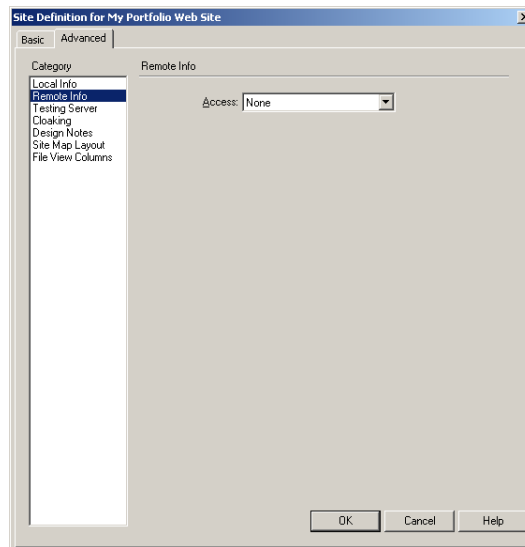 Site Definition for My Portfolio Web Site
Basic Advanced
Category Remote Info
Local Info
Remote Info
Testing Server
Cloaking
Design Notes
Site Map Layout
File View Columns
Access: None
OK Cancel Help